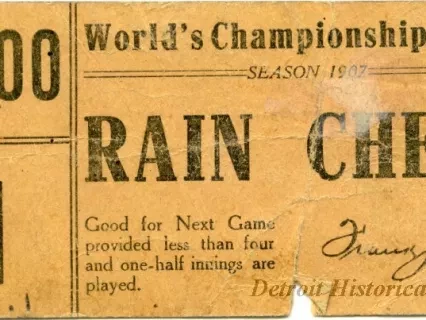 00
World's Championship
SEASON 1907
RAIN CHE
Good for Next Game
provided less than four
and one-half innings are
played.
Detroit Historica